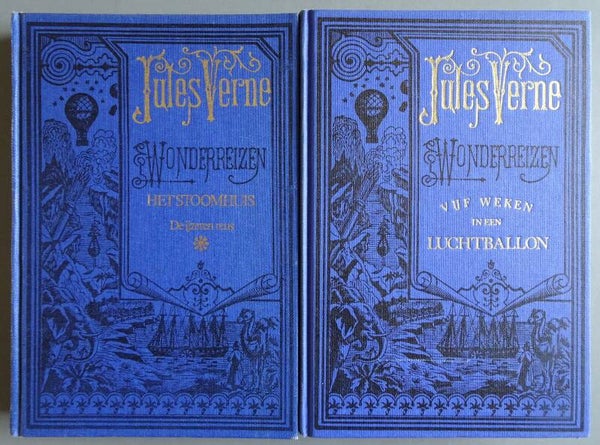 Jules Verne
Wonderreizen
HET STOOMHUIS
De ijzeren reus
Jules Verne
Wonderreizen
VIJF WEKEN
IN EEN
LUCHTBALLON